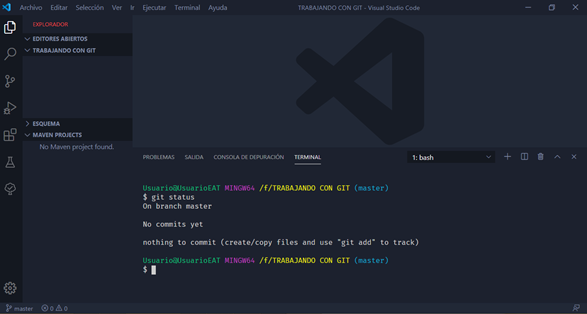 Archivo Editar Selección Ver Ir Ejecutar Terminal Ayuda
TRABAJANDO CON GIT - Visual Studio Code
EXPLORADOR
EDITORES ABIERTOS
TRABAJANDO CON GIT
ESQUEMA
MAVEN PROJECTS
No Maven project found.
PROBLEMAS SALIDA CONSOLA DE DEPURACIÓN TERMINAL
1: bash
Usuario@UsuarioEAT MINGW64 /f/TRABAJANDO CON GIT (master)
$ git status
On branch master
No commits yet
nothing to commit (create/copy files and use "git add" to track)
Usuario@UsuarioEAT MINGW64 /f/TRABAJANDO CON GIT (master)
$
master 0 0